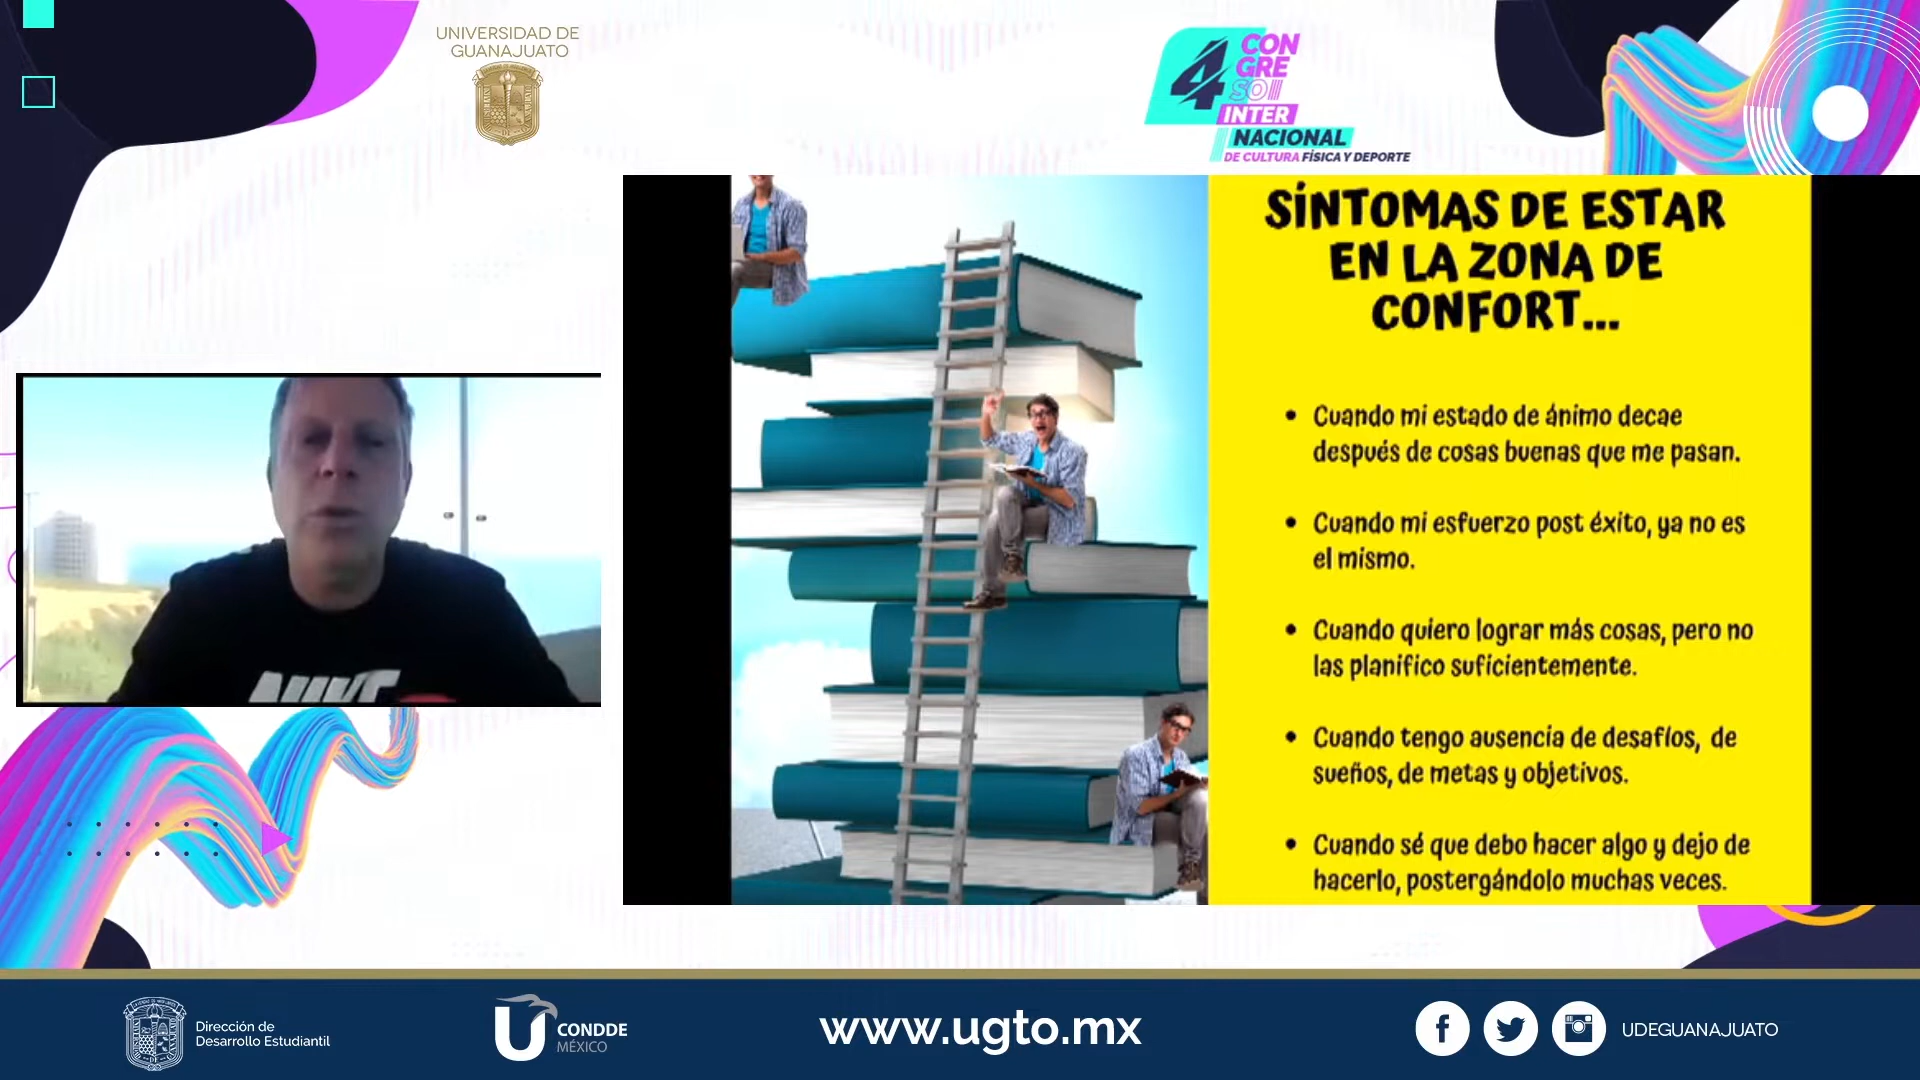 UNIVERSIDAD DE
GUANAJUATO
4 CON
GRE
SO
INTER
NACIONAL
DE CULTURA FÍSICA Y DEPORTE
SÍNTOMAS DE ESTAR
EN LA ZONA DE
CONFORT...
• Cuando mi estado de ánimo decae
después de cosas buenas que me pasan.
• Cuando mi esfuerzo post éxito, ya no es
el mismo.
• Cuando quiero lograr más cosas, pero no
las planifico suficientemente.
• Cuando tengo ausencia de desafíos, de
sueños, de metas y objetivos.
• Cuando sé que debo hacer algo y dejo de
hacerlo, postergándolo muchas veces.
NIKE
Dirección de
Desarrollo Estudiantil
U CONDDE
MÉXICO
www.ugto.mx
UDEGUANAJUATO